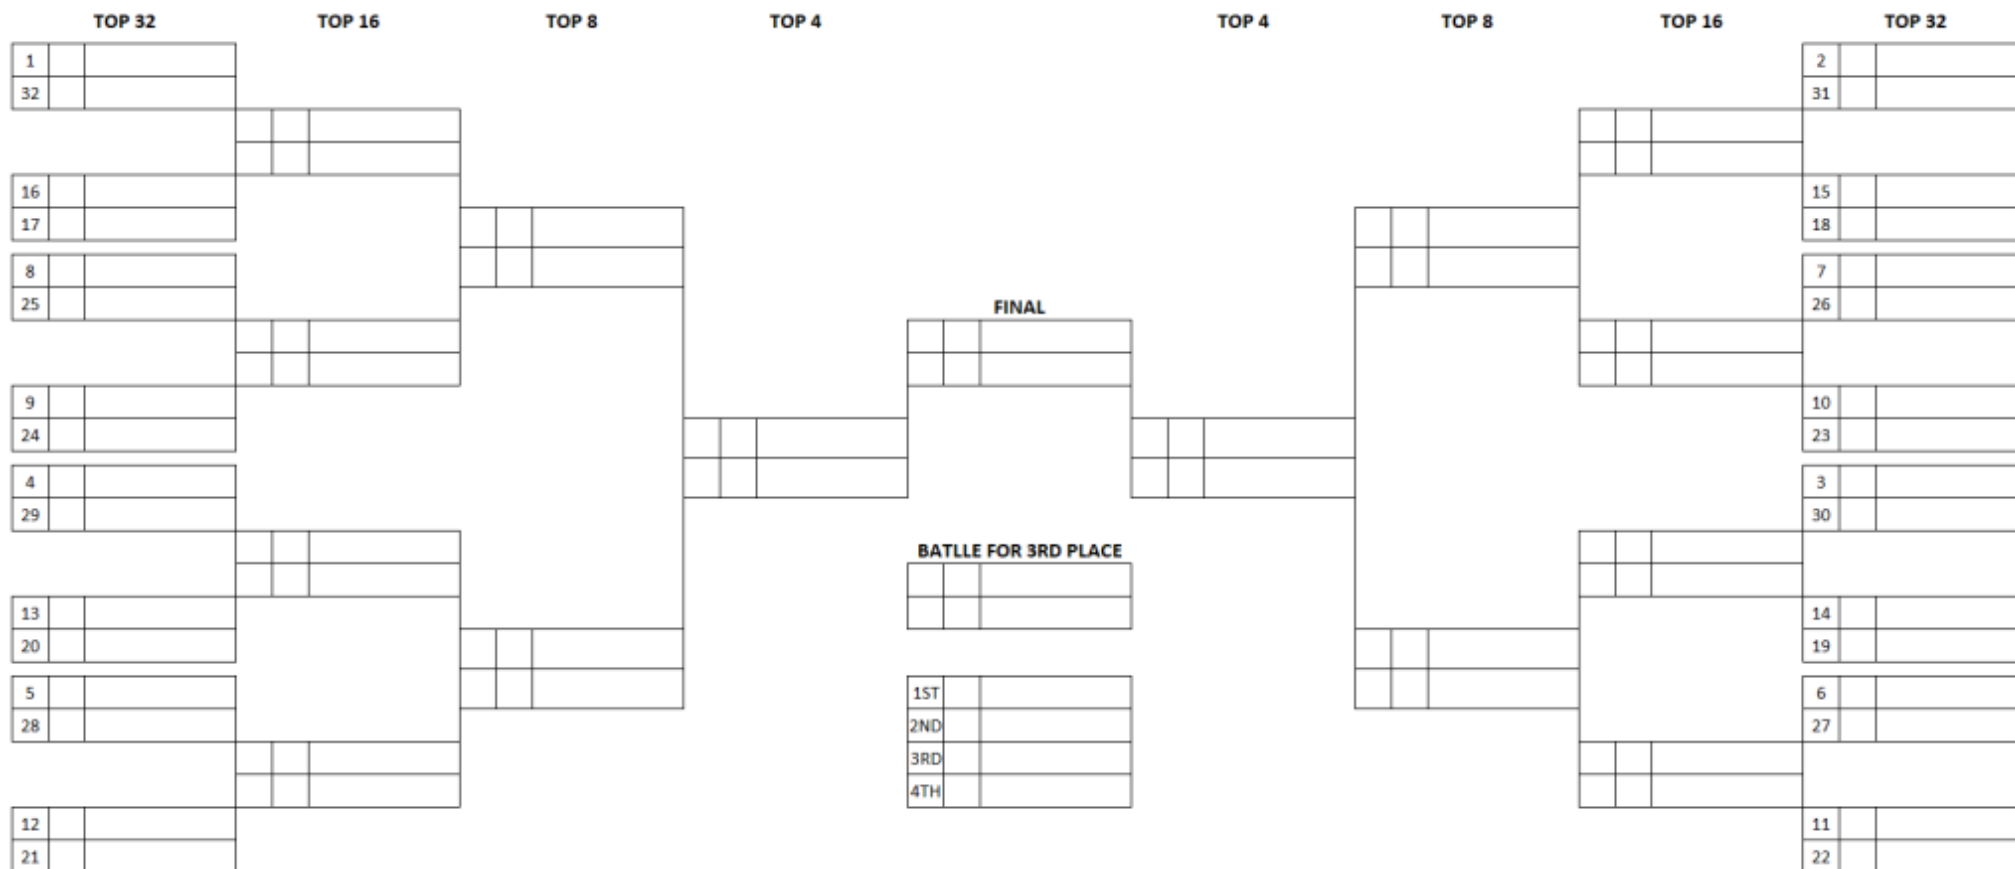 TOP 32 TOP 16 TOP 8 TOP 4 TOP 4 TOP 8 TOP 16 TOP 32
1 2
32 31
16 15
17 18
8 7
25 26
FINAL
9 10
24 23
4 3
29 30
BATLLE FOR 3RD PLACE
13 14
20 19
5 1ST 6
28 2ND 27
3RD
4TH
12 11
21 22